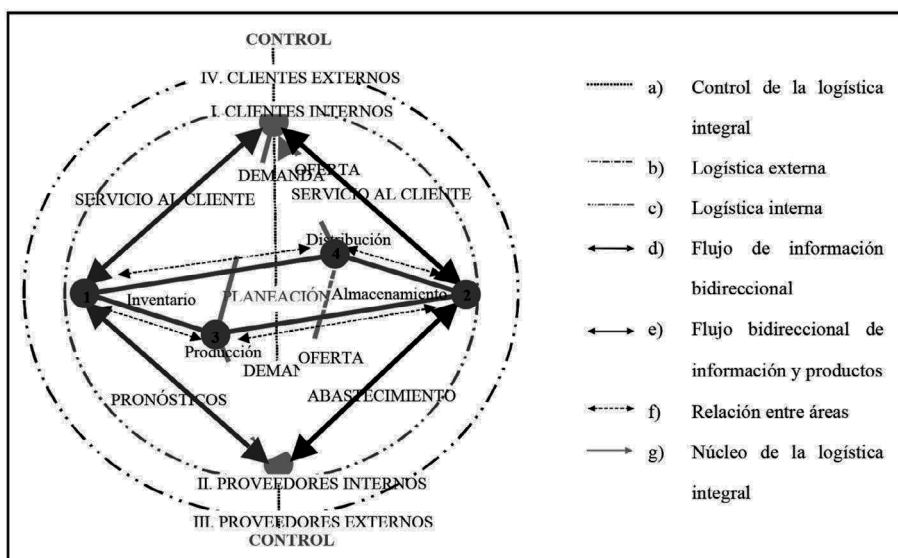 CONTROL
IV. CLIENTES EXTERNOS
I. CLIENTES INTERNOS
OFERTA
DEMANDA
SERVICIO AL CLIENTE
SERVICIO AL CLIENTE
Distribución
4
1
Inventario
PLANEACIÓN
Almacenamiento
2
3
Producción
OFERTA
DEMAN
PRONÓSTICOS
ABASTECIMIENTO
II. PROVEEDORES INTERNOS
III. PROVEEDORES EXTERNOS
CONTROL
a) Control de la logística
integral
b) Logística externa
c) Logística interna
d) Flujo de información
bidireccional
e) Flujo bidireccional de
información y productos
f) Relación entre áreas
g) Núcleo de la logística
integral